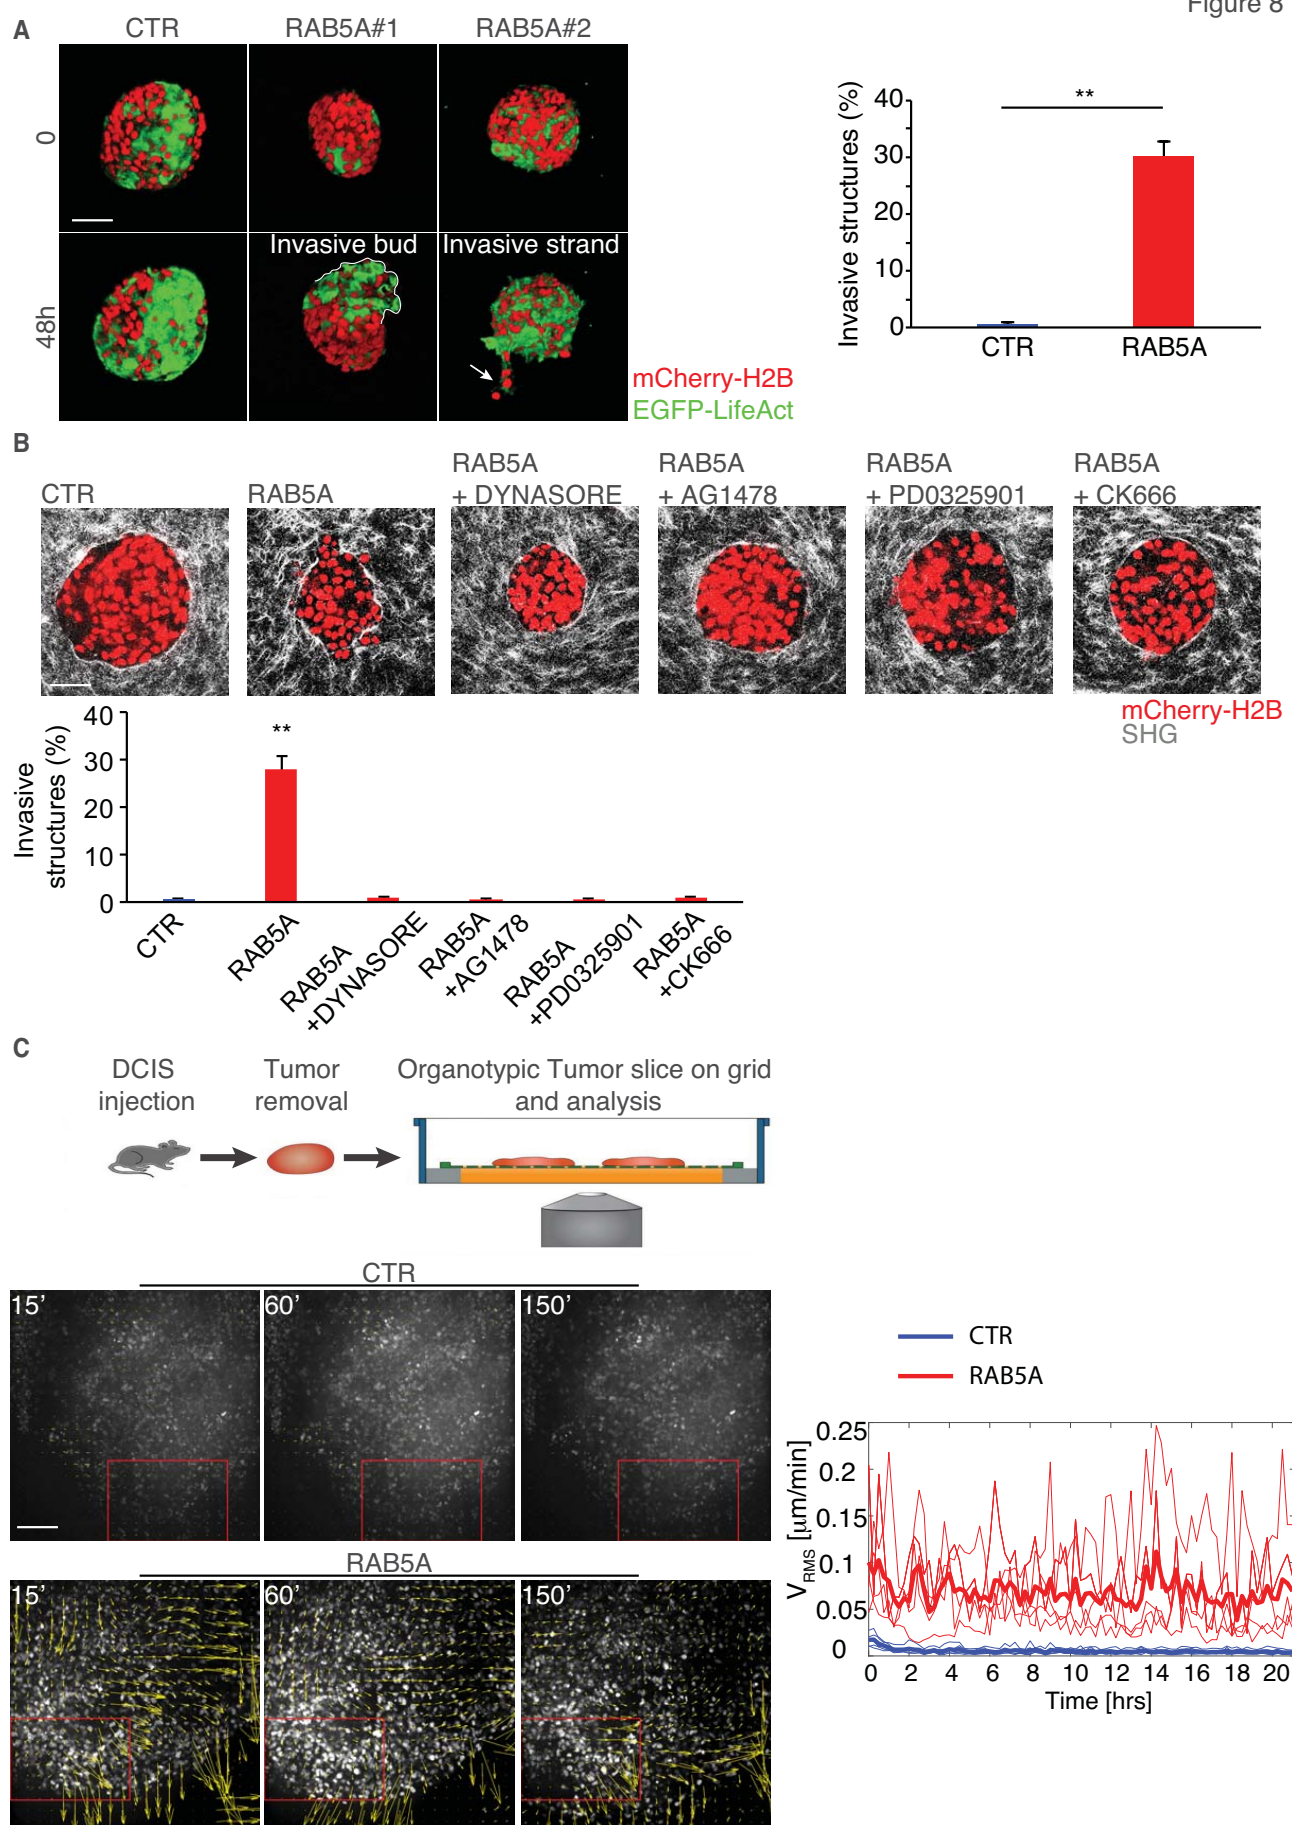 Figure 8
A
CTR
RAB5A#1
RAB5A#2
0
48h
Invasive bud
Invasive strand
mCherry-H2B
EGFP-LifeAct
Invasive structures (%)
40
30
20
10
0
**
CTR
RAB5A
B
CTR
RAB5A
RAB5A
+ DYNASORE
RAB5A
+ AG1478
RAB5A
+ PD0325901
RAB5A
+ CK666
mCherry-H2B
SHG
Invasive
structures (%)
40
30
20
10
0
**
CTR
RAB5A
RAB5A
+DYNASORE
RAB5A
+AG1478
RAB5A
+PD0325901
RAB5A
+CK666
C
DCIS
injection
Tumor
removal
Organotypic Tumor slice on grid
and analysis
CTR
15’
60’
150’
RAB5A
15’
60’
150’
CTR
RAB5A
VRMS [μm/min]
0.25
0.2
0.15
0.1
0.05
0
0 2 4 6 8 10 12 14 16 18 20
Time [hrs]